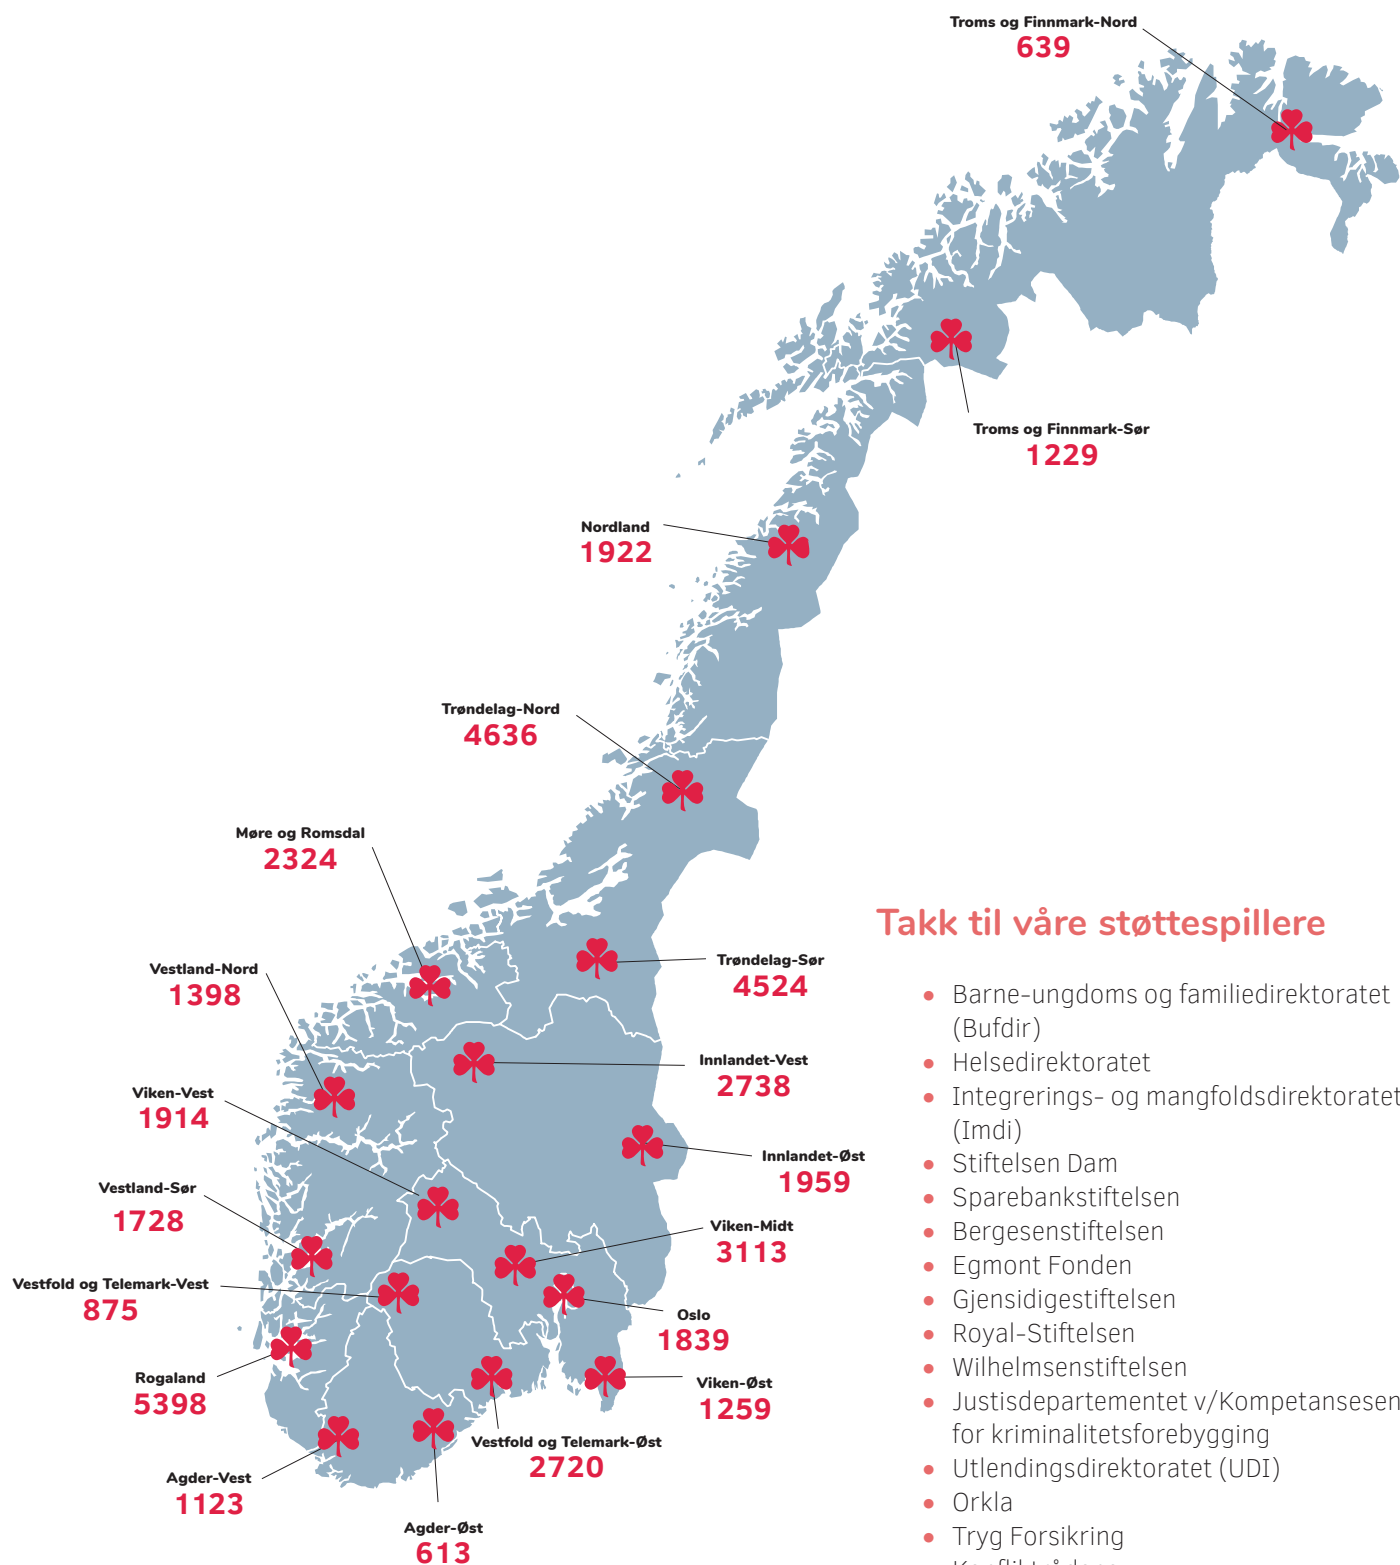 Troms og Finnmark-Nord
639
Troms og Finnmark-Sør
1229
Nordland
1922
Trøndelag-Nord
4636
Møre og Romsdal
2324
Trøndelag-Sør
4524
Vestland-Nord
1398
Innlandet-Vest
2738
Viken-Vest
1914
Innlandet-Øst
1959
Vestland-Sør
1728
Viken-Midt
3113
Vestfold og Telemark-Vest
875
Oslo
1839
Rogaland
5398
Viken-Øst
1259
Vestfold og Telemark-Øst
2720
Agder-Vest
1123
Agder-Øst
613
Takk til våre støttespillere
• Barne-ungdoms og familiedirektoratet
(Bufdir)
• Helsedirektoratet
• Integrerings- og mangfoldsdirektoratet
(Imdi)
• Stiftelsen Dam
• Sparebankstiftelsen
• Bergesenstiftelsen
• Egmont Fonden
• Gjensidigestiftelsen
• Royal-Stiftelsen
• Wilhelmsenstiftelsen
• Justisdepartementet v/Kompetansesen
for kriminalitetsforebygging
• Utlendingsdirektoratet (UDI)
• Orkla
• Tryg Forsikring